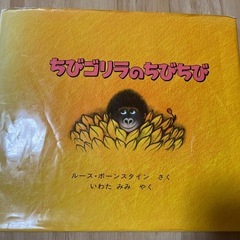 ちびゴリラのちびちび
ルース・ボーンスタイン さく
いわた みみ やく